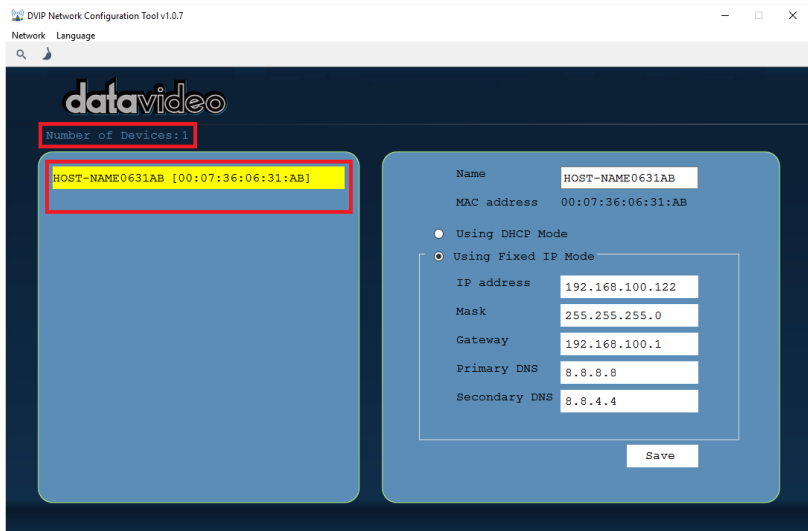 DVIP Network Configuration Tool v1.0.7
Network Language
datavideo
Number of Devices:1
HOST-NAME0631AB [00:07:36:06:31:AB]
Name HOST-NAME0631AB
MAC address 00:07:36:06:31:AB
Using DHCP Mode
Using Fixed IP Mode
IP address 192.168.100.122
Mask 255.255.255.0
Gateway 192.168.100.1
Primary DNS 8.8.8.8
Secondary DNS 8.8.4.4
Save